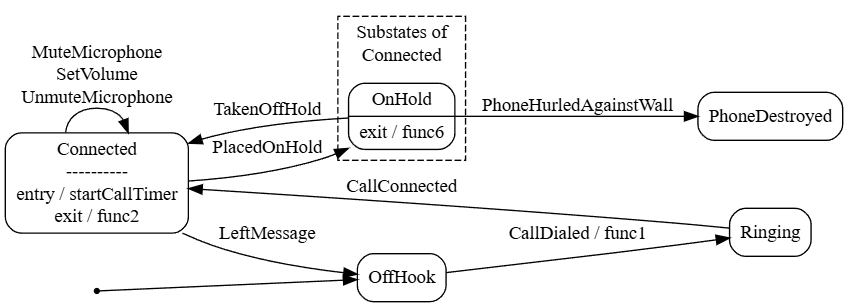 MuteMicrophone
SetVolume
UnmuteMicrophone
Connected
----------
entry / startCallTimer
exit / func2
Substates of
Connected
OnHold
exit / func6
TakenOffHold
PlacedOnHold
PhoneHurledAgainstWall
PhoneDestroyed
CallConnected
LeftMessage
CallDialed / func1
Ringing
OffHook